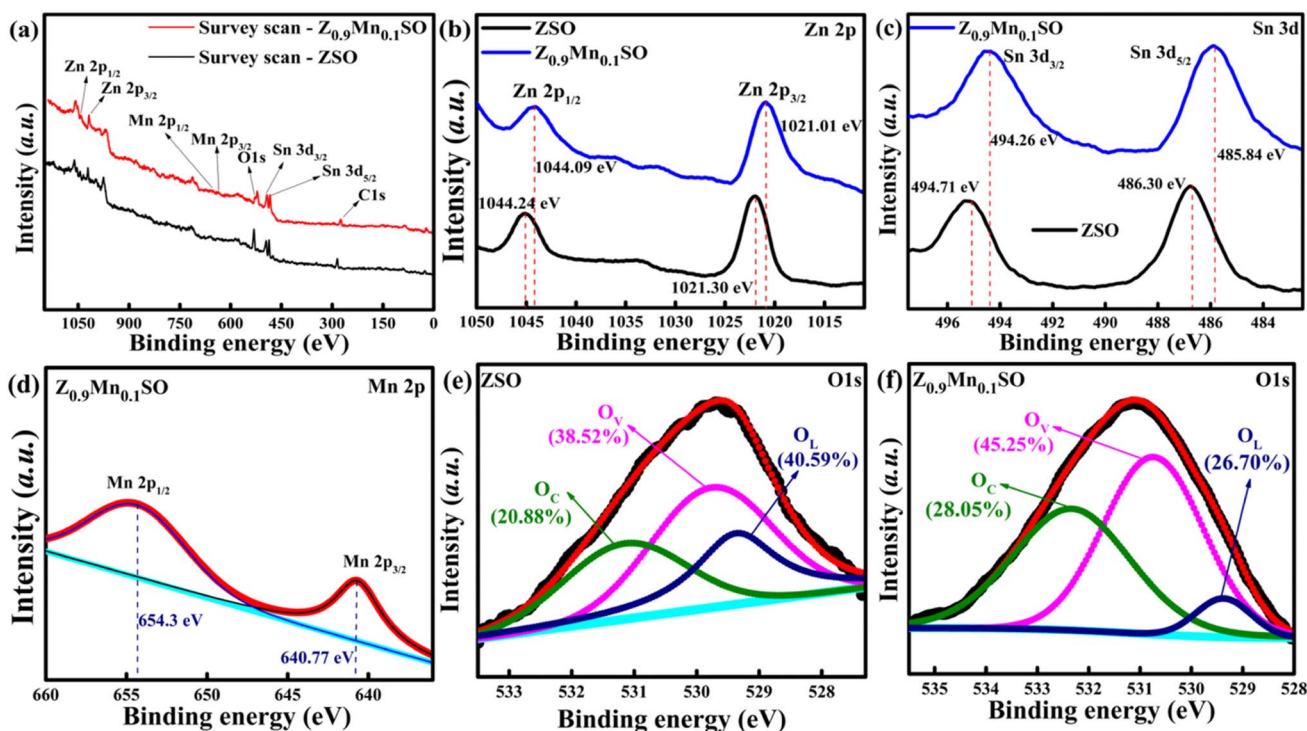 (a)
Survey scan - Z0.9Mn0.1SO
Survey scan - ZSO
Zn 2p1/2
Zn 2p3/2
Mn 2p1/2
Mn 2p3/2
O1s
Sn 3d3/2
Sn 3d5/2
C1s
Intensity (a.u.)
1050 900 750 600 450 300 150 0
Binding energy (eV)
(b)
ZSO
Zn 2p
Z0.9Mn0.1SO
Zn 2p1/2
Zn 2p3/2
1021.01 eV
1044.09 eV
1044.24 eV
1021.30 eV
Intensity (a.u.)
1050 1045 1040 1035 1030 1025 1020 1015 1011
Binding energy (eV)
(c)
Z0.9Mn0.1SO
Sn 3d
Sn 3d3/2
Sn 3d5/2
494.26 eV
485.84 eV
494.71 eV
486.30 eV
ZSO
Intensity (a.u.)
496 494 492 490 488 486 484
Binding energy (eV)
(d)
Z0.9Mn0.1SO
Mn 2p
Mn 2p1/2
Mn 2p3/2
654.3 eV
640.77 eV
Intensity (a.u.)
660 655 650 645 640
Binding energy (eV)
(e)
ZSO
O1s
OV
(38.52%)
OL
(40.59%)
OC
(20.88%)
Intensity (a.u.)
533 532 531 530 529 528
Binding energy (eV)
(f)
Z0.9Mn0.1SO
O1s
OV
(45.25%)
OL
(26.70%)
OC
(28.05%)
Intensity (a.u.)
535 534 533 532 531 530 529 528
Binding energy (eV)